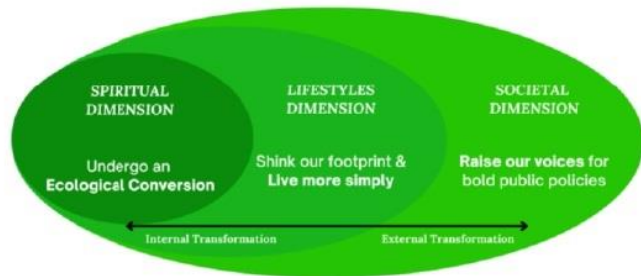 SPIRITUAL
DIMENSION
Undergo an
Ecological Conversion
LIFESTYLES
DIMENSION
Shink our footprint &
Live more simply
SOCIETAL
DIMENSION
Raise our voices for
bold public policies
Internal Transformation
External Transformation